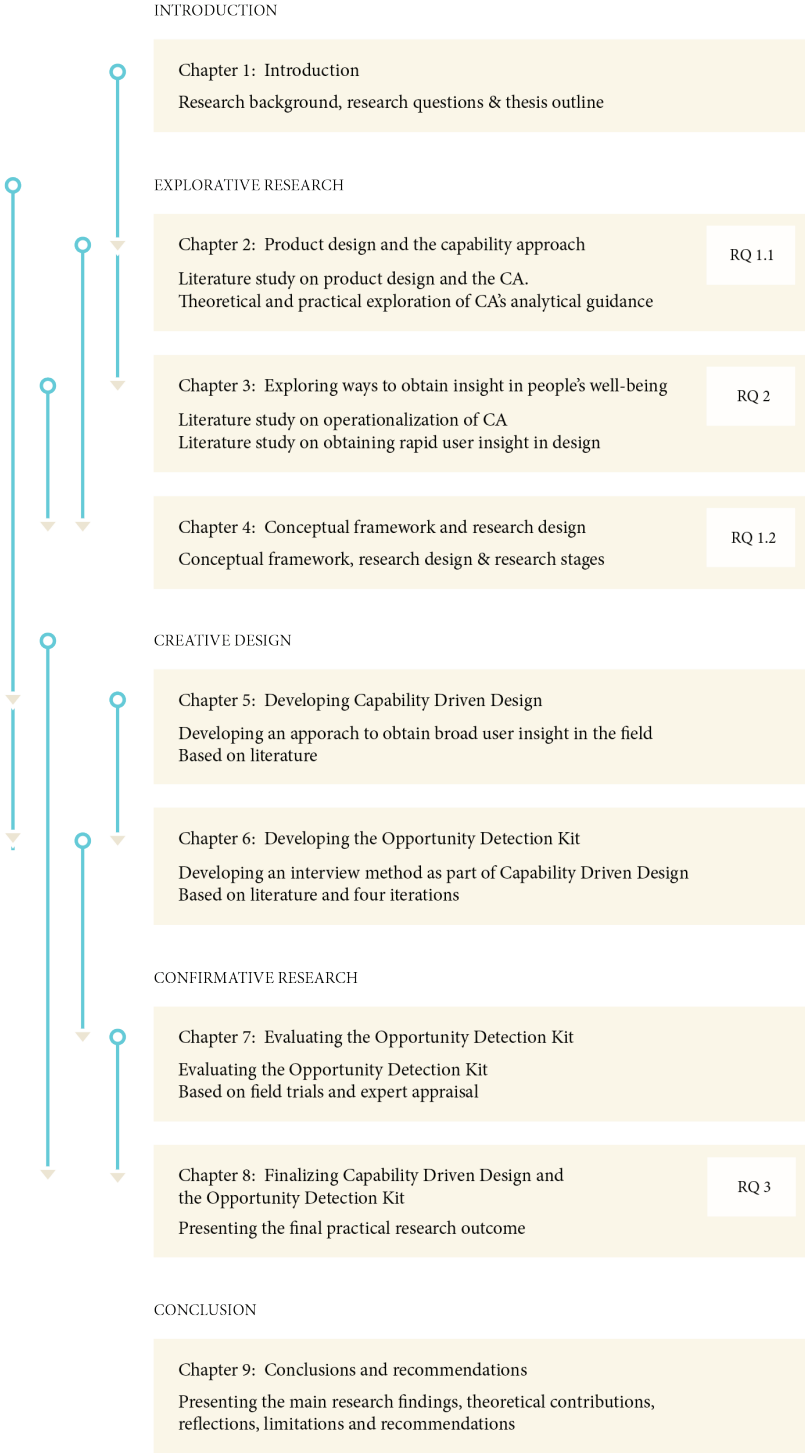 INTRODUCTION
Chapter 1: Introduction
Research background, research questions & thesis outline
EXPLORATIVE RESEARCH
Chapter 2: Product design and the capability approach
RQ 1.1
Literature study on product design and the CA.
Theoretical and practical exploration of CA’s analytical guidance
Chapter 3: Exploring ways to obtain insight in people’s well-being
RQ 2
Literature study on operationalization of CA
Literature study on obtaining rapid user insight in design
Chapter 4: Conceptual framework and research design
RQ 1.2
Conceptual framework, research design & research stages
CREATIVE DESIGN
Chapter 5: Developing Capability Driven Design
Developing an apporach to obtain broad user insight in the field
Based on literature
Chapter 6: Developing the Opportunity Detection Kit
Developing an interview method as part of Capability Driven Design
Based on literature and four iterations
CONFIRMATIVE RESEARCH
Chapter 7: Evaluating the Opportunity Detection Kit
Evaluating the Opportunity Detection Kit
Based on field trials and expert appraisal
Chapter 8: Finalizing Capability Driven Design and
the Opportunity Detection Kit
RQ 3
Presenting the final practical research outcome
CONCLUSION
Chapter 9: Conclusions and recommendations
Presenting the main research findings, theoretical contributions,
reflections, limitations and recommendations